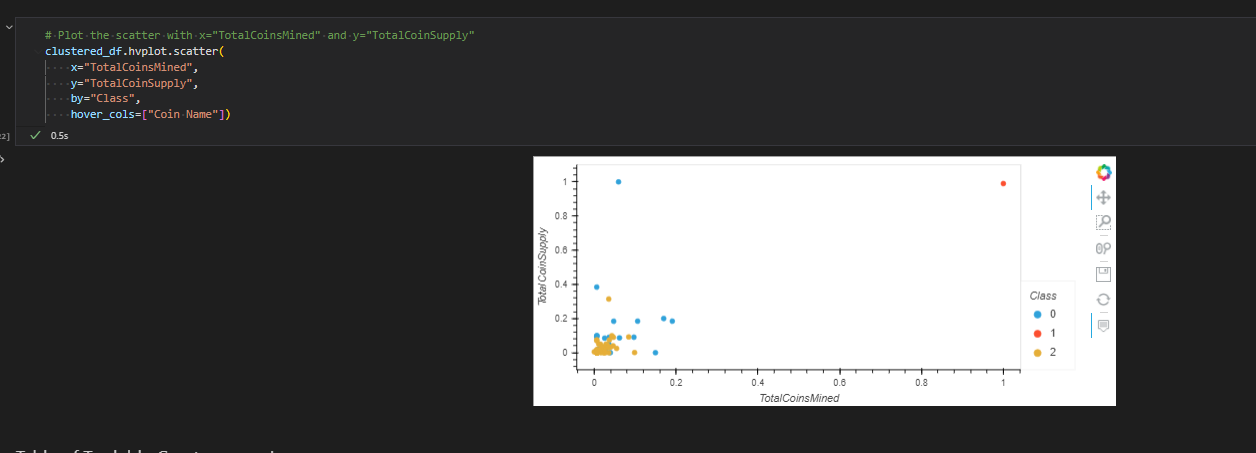 # Plot the scatter with x="TotalCoinsMined" and y="TotalCoinSupply"
clustered_df.hvplot.scatter(
x="TotalCoinsMined",
y="TotalCoinSupply",
by="Class",
hover_cols=["Coin Name"])
22]
0.5s
TotalCoinSupply
1
0.8
0.6
0.4
0.2
0
0 0.2 0.4 0.6 0.8 1
TotalCoinsMined
Class
0
1
2